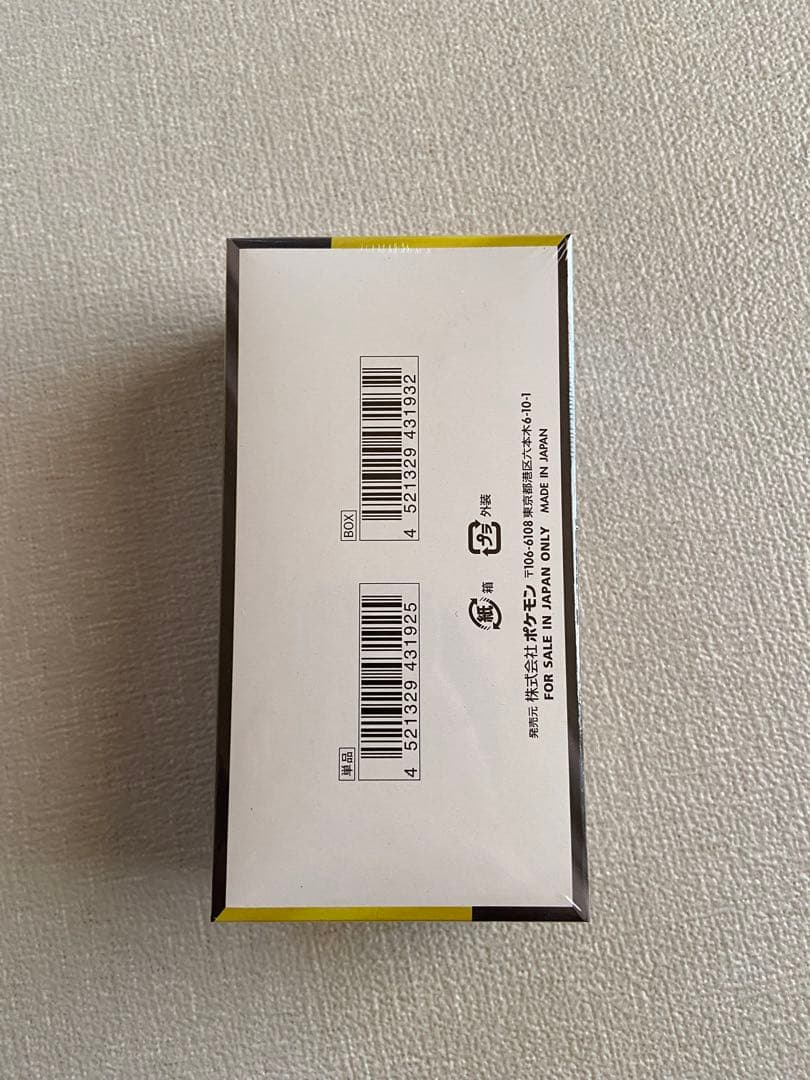 BOX
4 521329 431932
単品
4 521329 431925
プラ 外装
紙 箱
発売元 株式会社ポケモン 〒106-6108 東京都港区六本木6-10-1
FOR SALE IN JAPAN ONLY MADE IN JAPAN